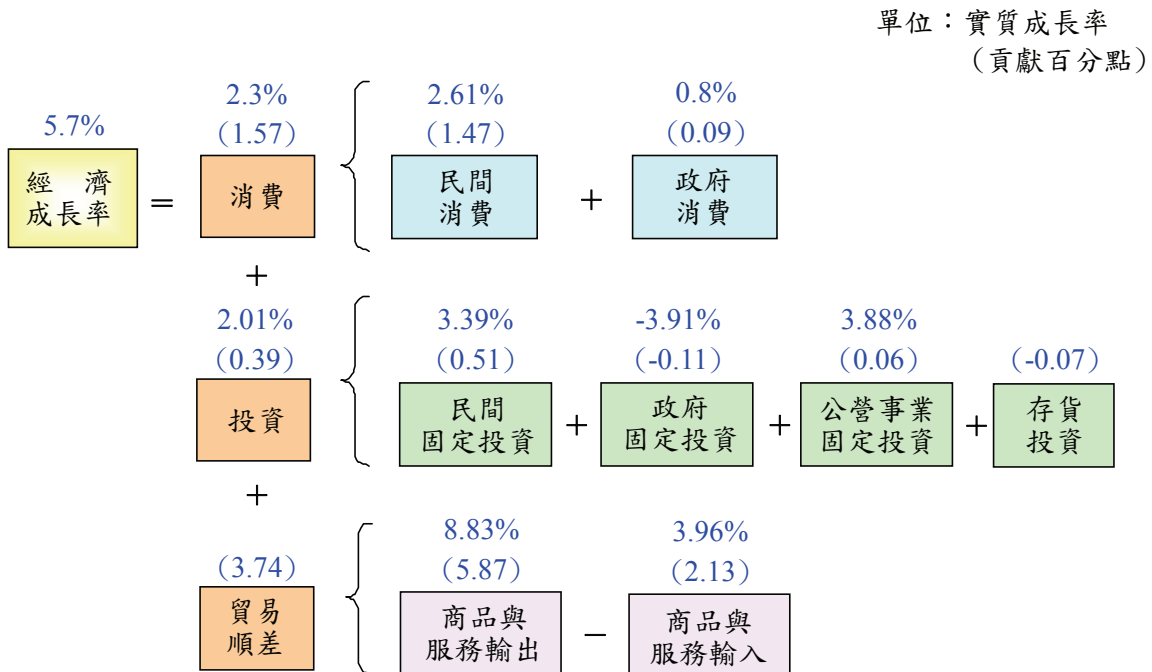 單位：實質成長率
（貢獻百分點）
5.7%
經 濟
成長率
=
2.3%
（1.57）
消費
2.61%
（1.47）
民間
消費
+
0.8%
（0.09）
政府
消費
+
2.01%
（0.39）
投資
3.39%
（0.51）
民間
固定投資
+
-3.91%
（-0.11）
政府
固定投資
+
3.88%
（0.06）
公營事業
固定投資
+
（-0.07）
存貨
投資
+
（3.74）
貿易
順差
8.83%
（5.87）
商品與
服務輸出
－
3.96%
（2.13）
商品與
服務輸入